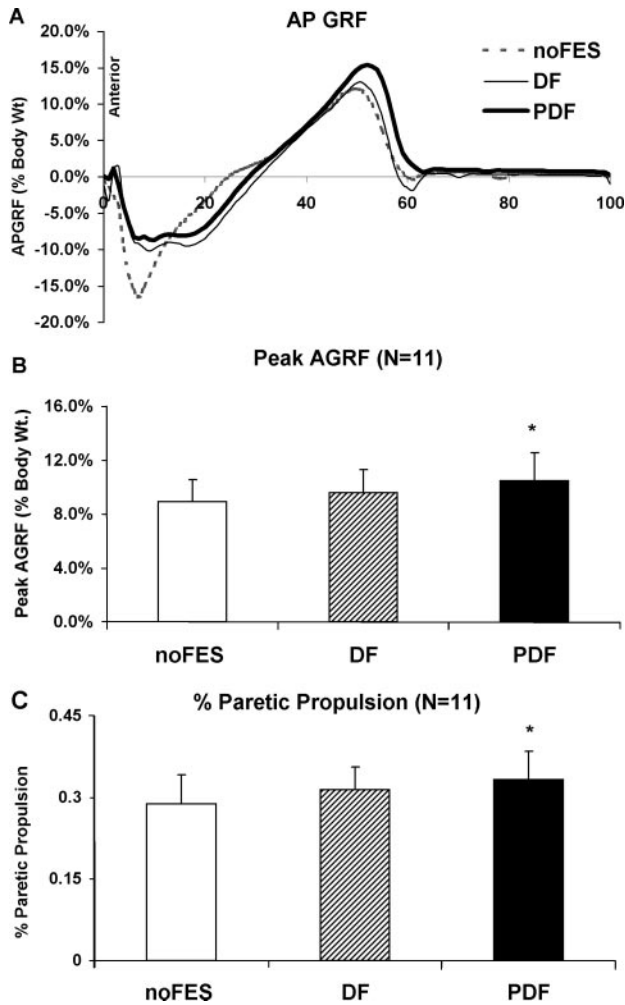 A
AP GRF
20.0%
15.0%
10.0%
5.0%
0.0%
-5.0%
-10.0%
-15.0%
-20.0%
APGRF (% Body Wt)
Anterior
noFES
DF
PDF
0 20 40 60 80 100
B
Peak AGRF (N=11)
16.0%
12.0%
8.0%
4.0%
0.0%
Peak AGRF (% Body Wt.)
*
noFES DF PDF
C
% Paretic Propulsion (N=11)
0.45
0.3
0.15
0
% Paretic Propulsion
*
noFES DF PDF